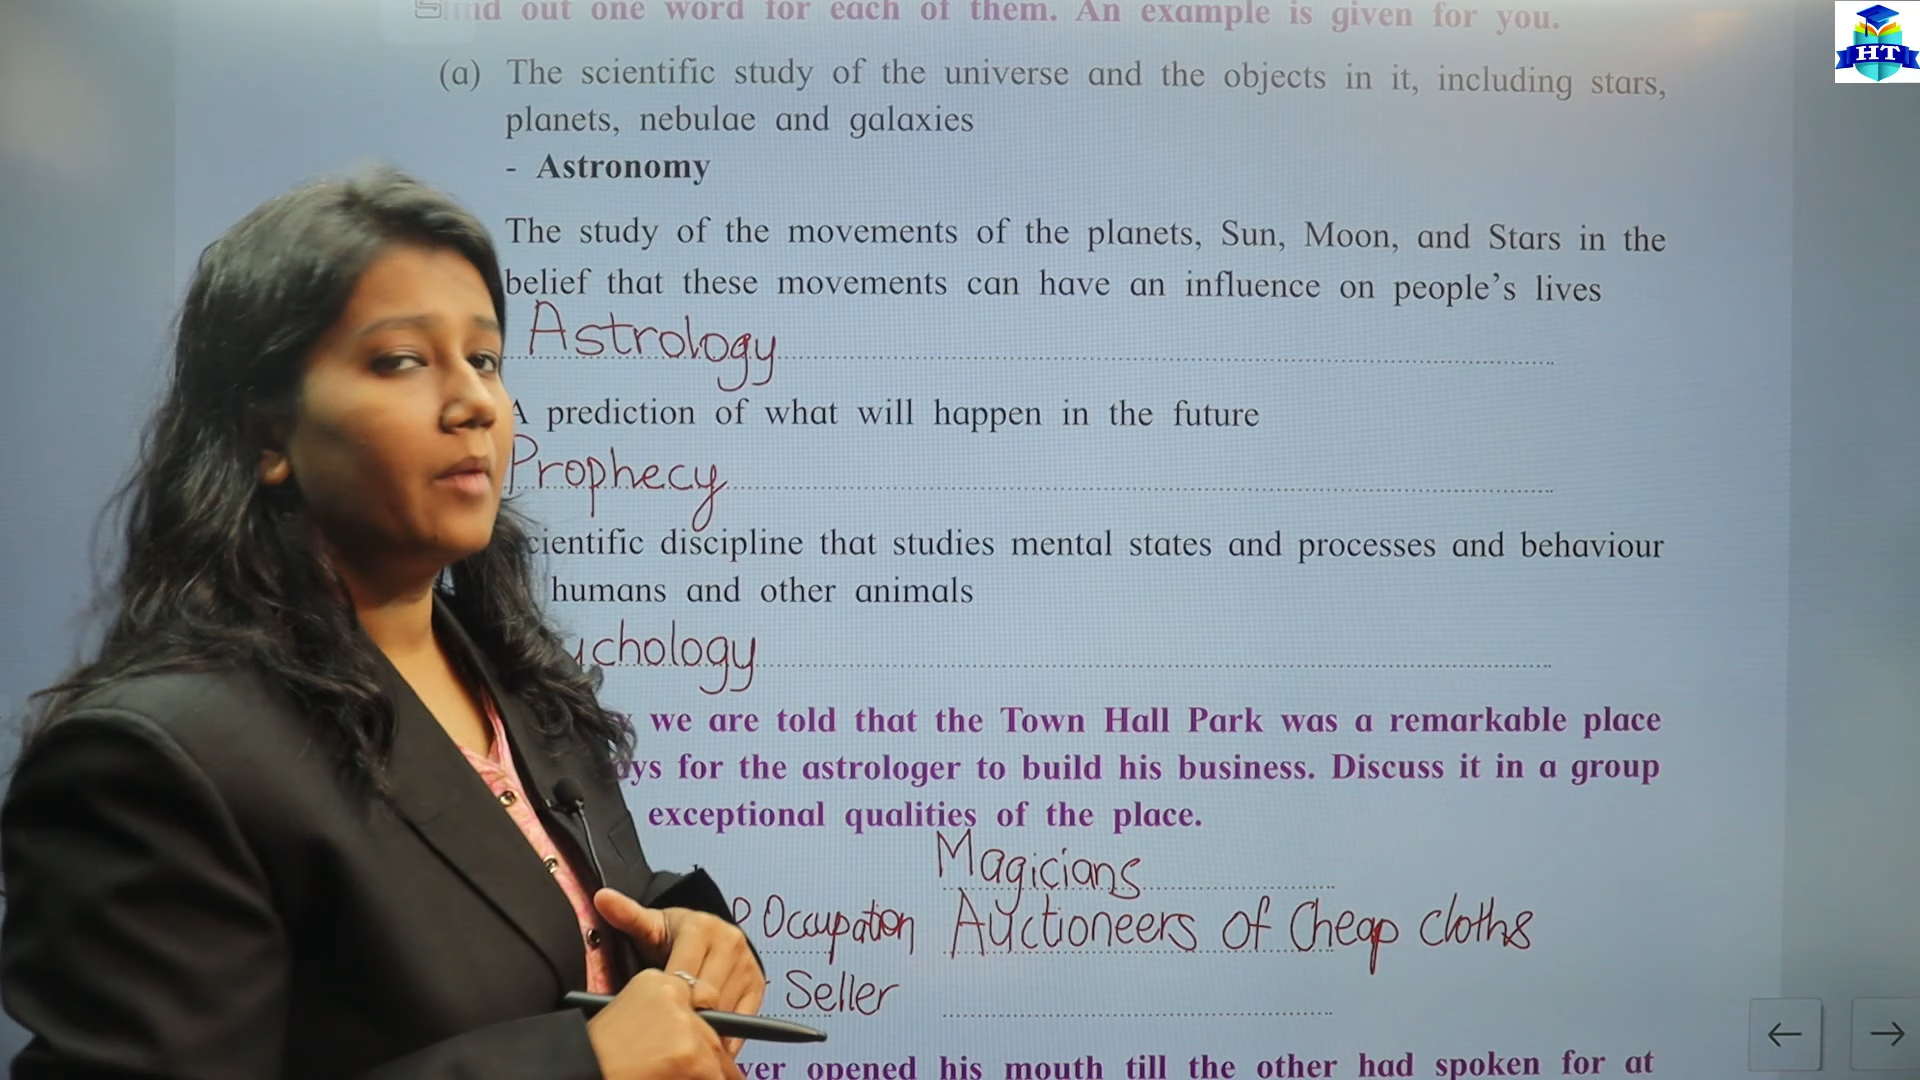 find out one word for each of them. An example is given for you.
HT
(a) The scientific study of the universe and the objects in it, including stars,
planets, nebulae and galaxies
- Astronomy
The study of the movements of the planets, Sun, Moon, and Stars in the
belief that these movements can have an influence on people's lives
Astrology
A prediction of what will happen in the future
Prophecy
cientific discipline that studies mental states and processes and behaviour
humans and other animals
ychology
we are told that the Town Hall Park was a remarkable place
ays for the astrologer to build his business. Discuss it in a group
exceptional qualities of the place.
Magicians
Occupation Auctioneers of Cheap cloths
Seller
ver opened his mouth till the other had spoken for at